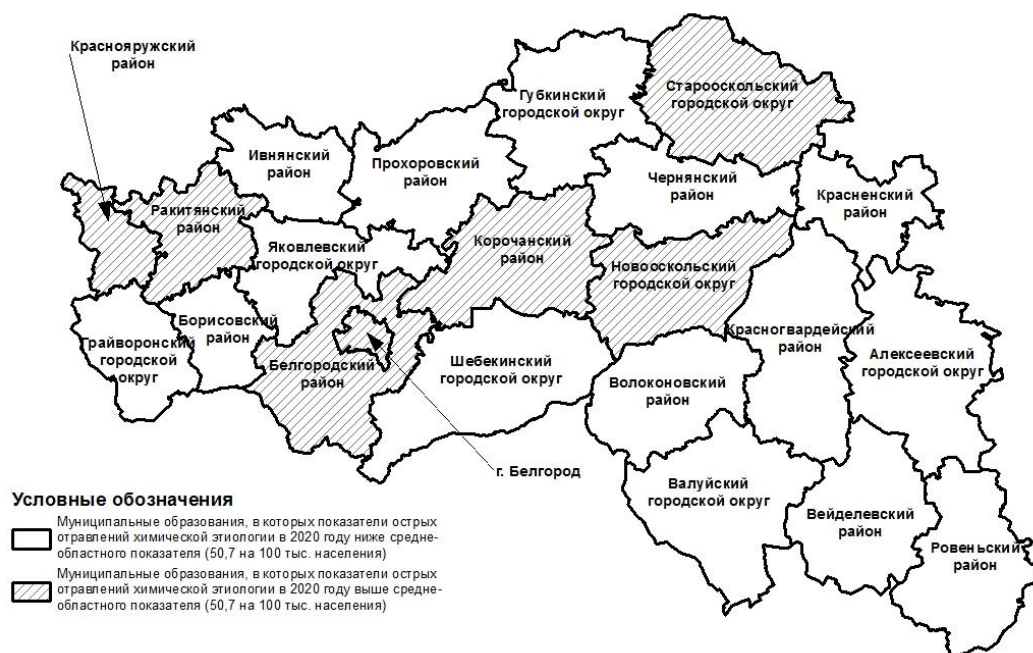 Краснояружский
район
Старооскольский
городской округ
Губкинский
городской округ
Ивнянский
район
Прохоровский
район
Чернянский
район
Красненский
район
Ракитянский
район
Яковлевский
городской округ
Корочанский
район
Новооскольский
городской округ
Борисовский
район
Грайворонский
городской
округ
Белгородский
район
Шебекинский
городской округ
Красногвардейский
район
Алексеевский
городской округ
Волоконовский
район
г. Белгород
Валуйский
городской округ
Вейделевский
район
Ровеньский
район
Условные обозначения
Муниципальные образования, в которых показатели острых
отравлений химической этиологии в 2020 году ниже средне-
областного показателя (50,7 на 100 тыс. населения)
Муниципальные образования, в которых показатели острых
отравлений химической этиологии в 2020 году выше средне-
областного показателя (50,7 на 100 тыс. населения)